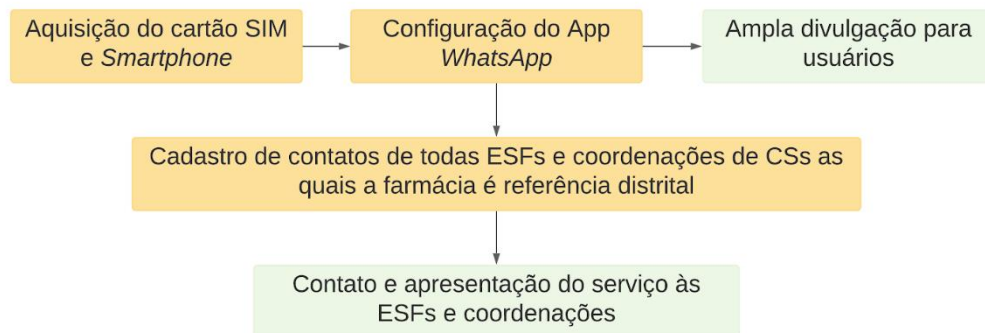 Aquisição do cartão SIM
e Smartphone
Configuração do App
WhatsApp
Ampla divulgação para
usuários
Cadastro de contatos de todas ESFs e coordenações de CSs as
quais a farmácia é referência distrital
Contato e apresentação do serviço às
ESFs e coordenações